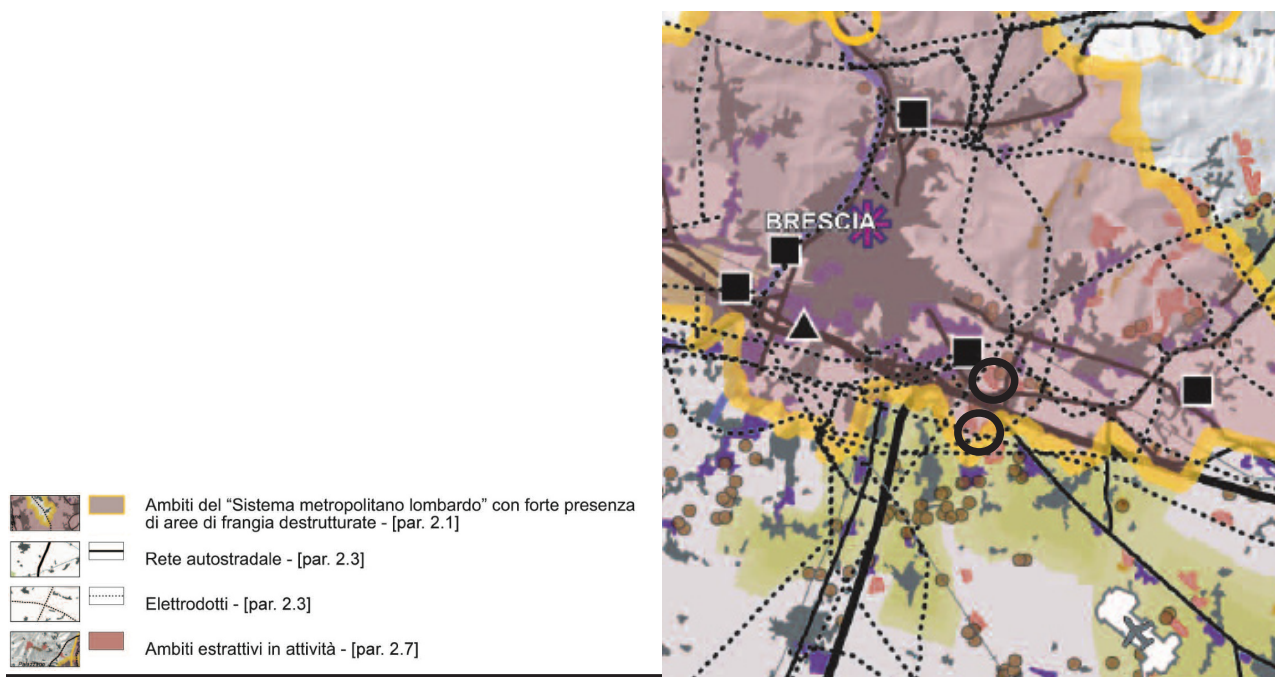 BRESCIA
Ambiti del “Sistema metropolitano lombardo” con forte presenza
di aree di frangia destrutturate - [par. 2.1]
Rete autostradale - [par. 2.3]
Elettrodotti - [par. 2.3]
Ambiti estrattivi in attività - [par. 2.7]